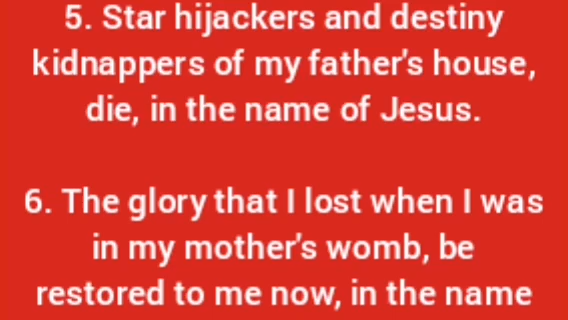 5. Star hijackers and destiny
kidnappers of my father's house,
die, in the name of Jesus.
6. The glory that I lost when I was
in my mother's womb, be
restored to me now, in the name